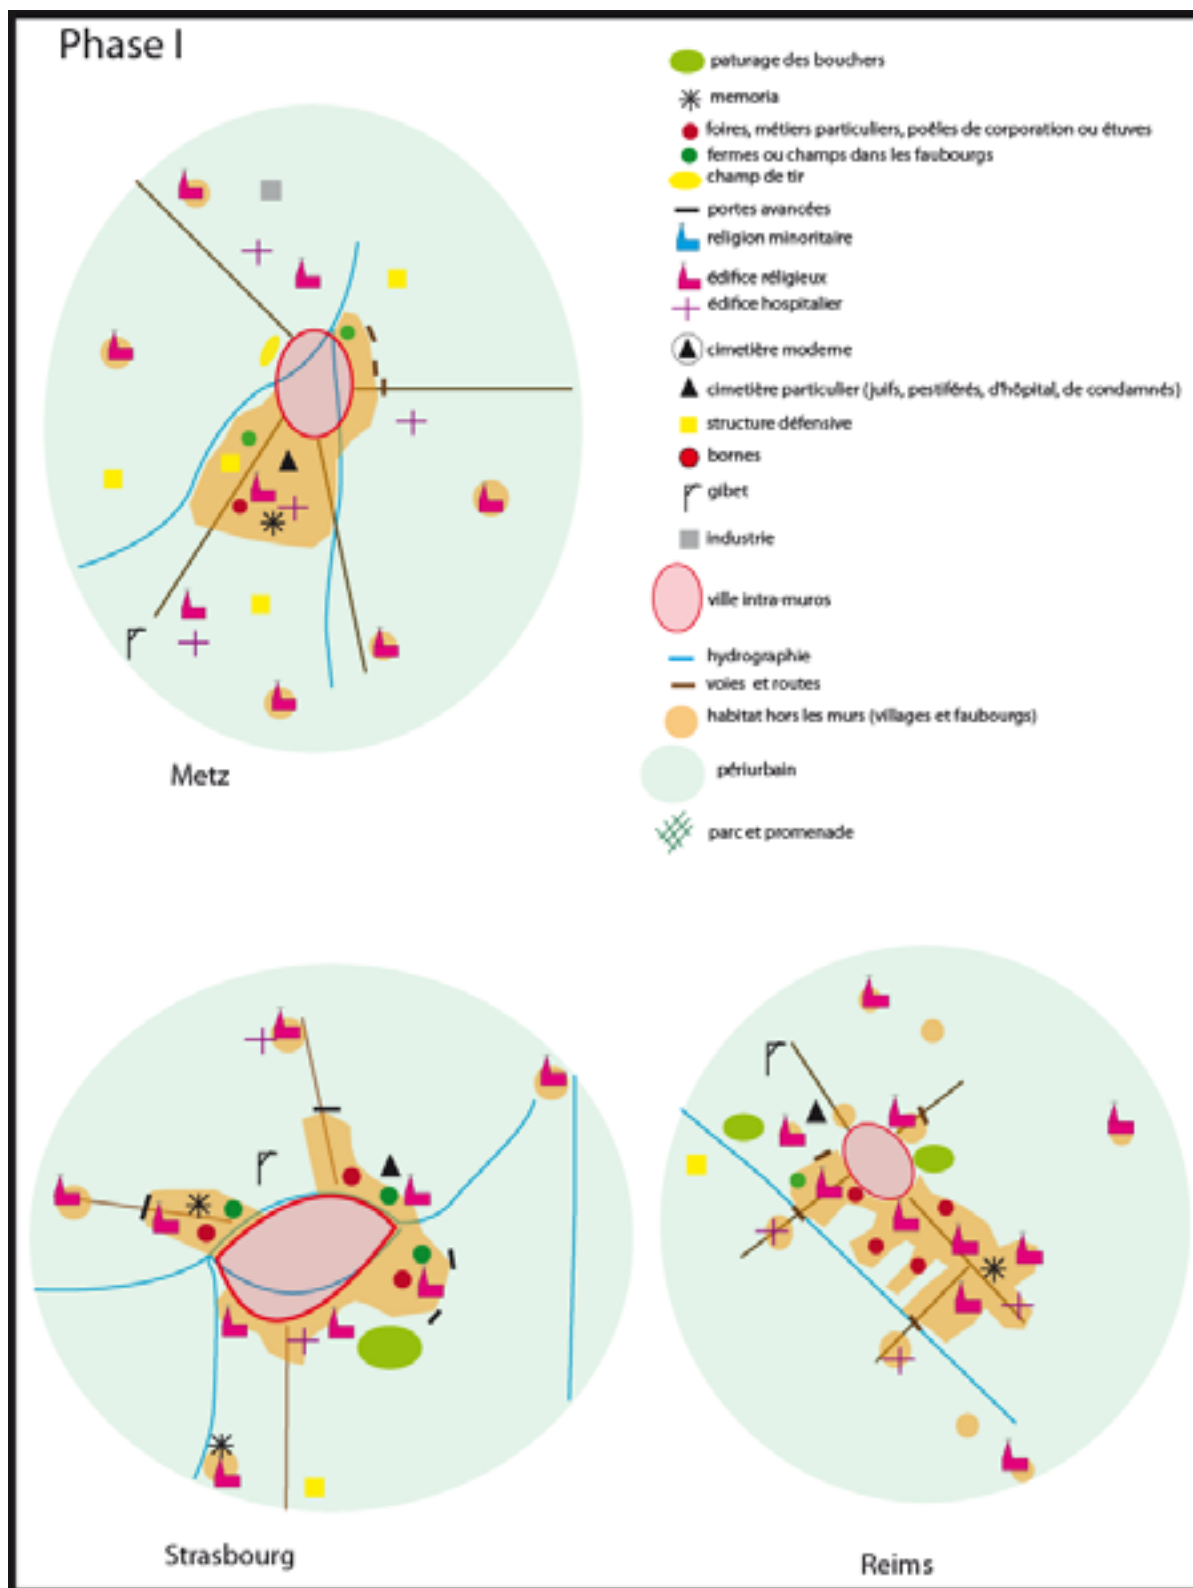 Phase I
paturage des bouchers
memoria
foires, métiers particuliers, poêles de corporation ou étuves
fermes ou champs dans les faubourgs
champ de tir
portes avancées
religion minoritaire
édifice réligieux
édifice hospitalier
cimetière moderne
cimetière particulier (juifs, pestiférés, d'hôpital, de condamnés)
structure défensive
bornes
gibet
industrie
ville intra-muros
hydrographie
voies et routes
habitat hors les murs (villages et faubourgs)
périurbain
parc et promenade
Metz
Strasbourg
Reims